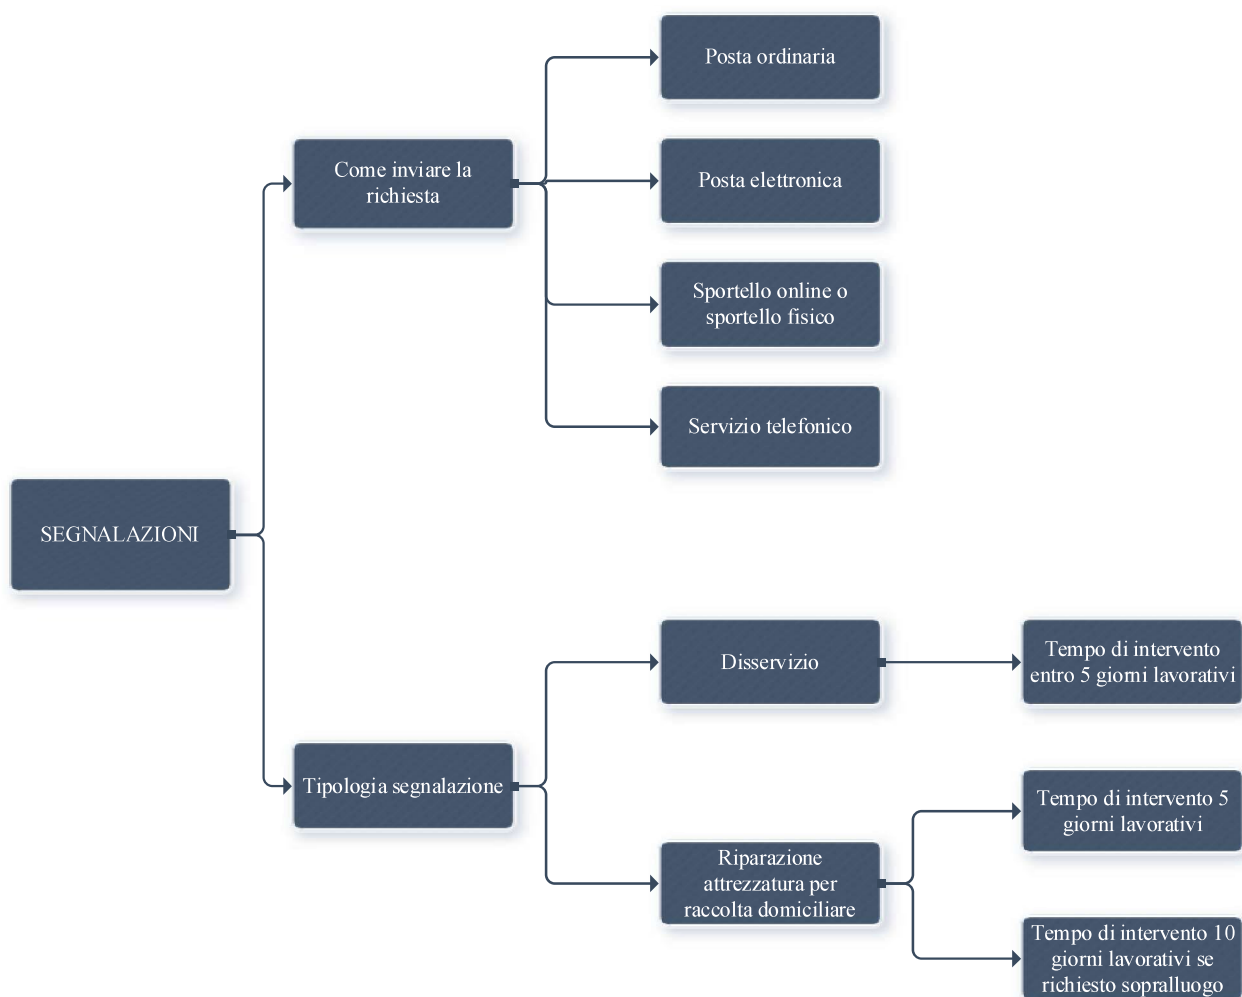 Posta ordinaria
Come inviare la
richiesta
Posta elettronica
Sportello online o
sportello fisico
Servizio telefonico
SEGNALAZIONI
Disservizio
Tempo di intervento
entro 5 giorni lavorativi
Tipologia segnalazione
Tempo di intervento 5
giorni lavorativi
Riparazione
attrezzatura per
raccolta domiciliare
Tempo di intervento 10
giorni lavorativi se
richiesto sopralluogo